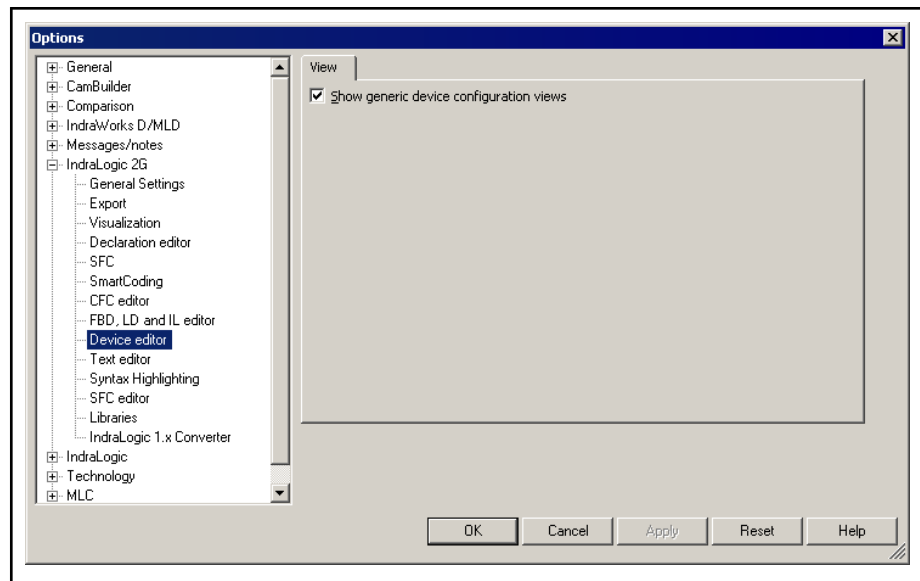 Options
General
CamBuilder
Comparison
IndraWorks D/MLD
Messages/notes
IndraLogic 2G
General Settings
Export
Visualization
Declaration editor
SFC
SmartCoding
CFC editor
FBD, LD and IL editor
Device editor
Text editor
Syntax Highlighting
SFC editor
Libraries
IndraLogic 1.x Converter
IndraLogic
Technology
MLC
View
Show generic device configuration views
OK Cancel Apply Reset Help